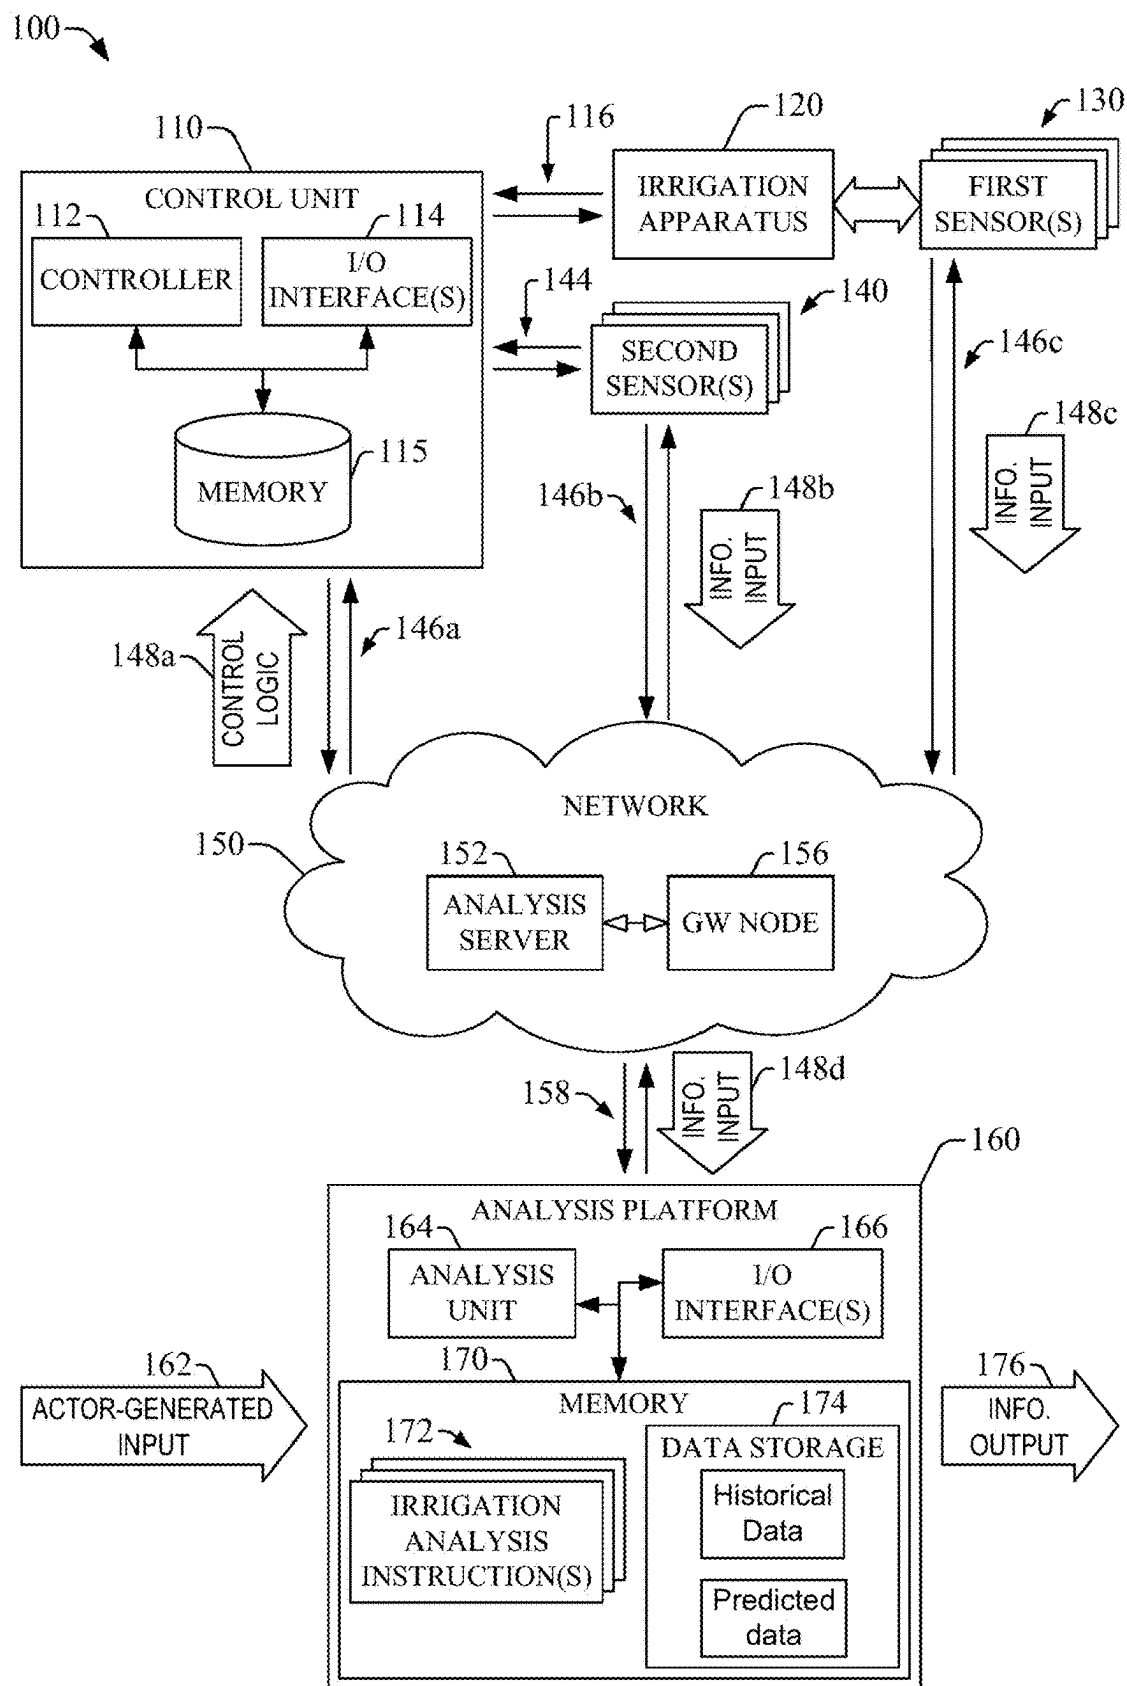 100
110
116
120
130
CONTROL UNIT
112
114
CONTROLLER
I/O
INTERFACE(S)
115
MEMORY
IRRIGATION
APPARATUS
FIRST
SENSOR(S)
144
140
SECOND
SENSOR(S)
146c
148c
INFO.
INPUT
146b
148b
INFO.
INPUT
148a
CONTROL
LOGIC
146a
NETWORK
150
152
156
ANALYSIS
SERVER
GW NODE
158
INFO.
INPUT
148d
160
ANALYSIS PLATFORM
164
166
ANALYSIS
UNIT
I/O
INTERFACE(S)
162
ACTOR-GENERATED
INPUT
170
MEMORY
172
IRRIGATION
ANALYSIS
INSTRUCTION(S)
174
DATA STORAGE
Historical
Data
Predicted
data
176
INFO.
OUTPUT